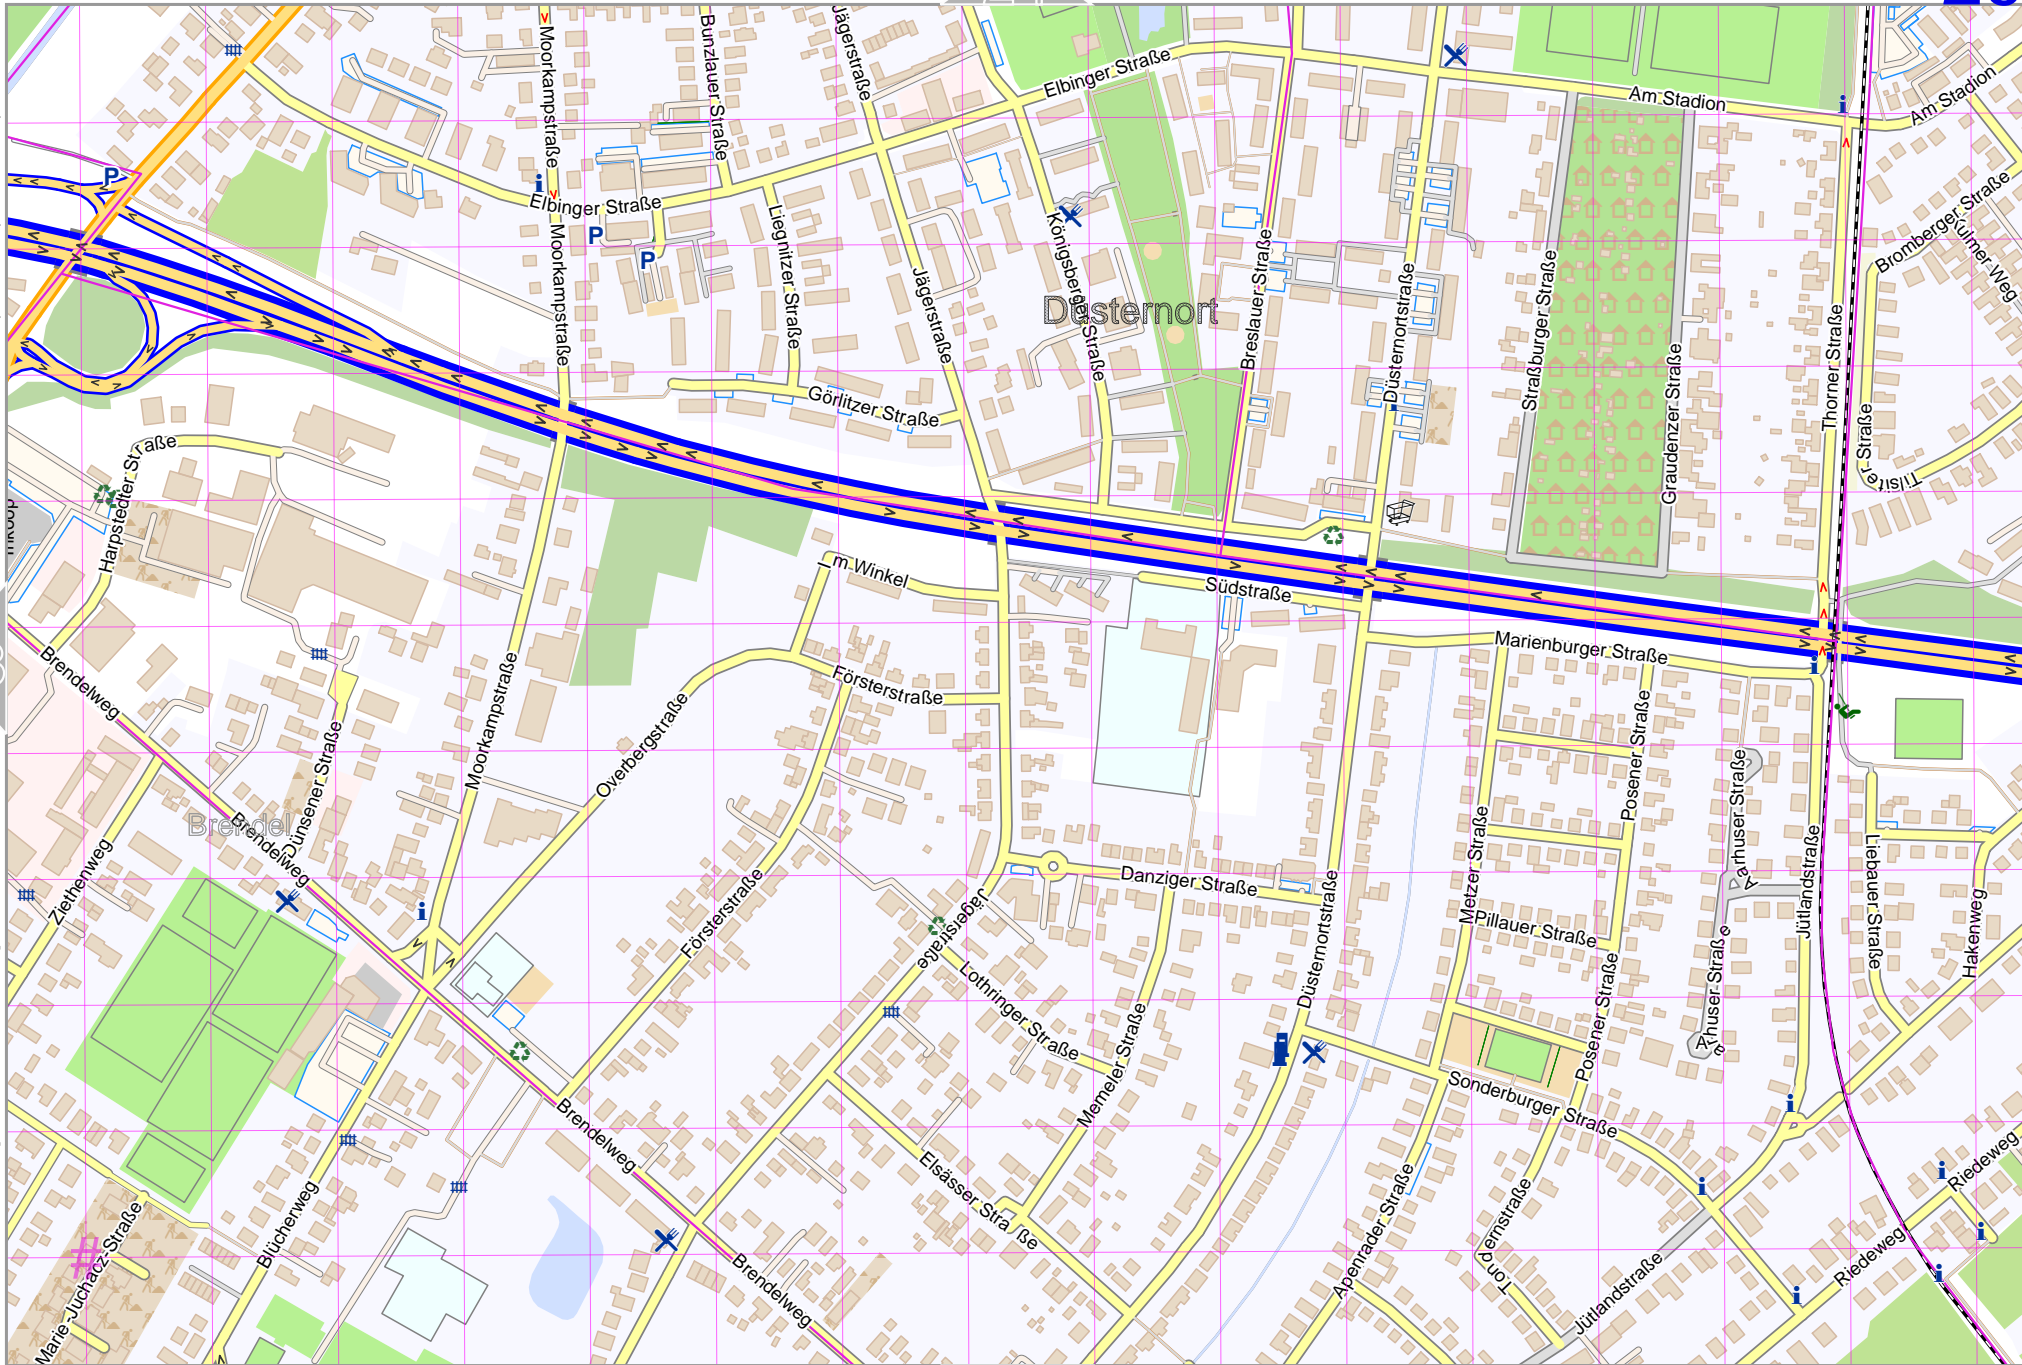 Moorkampstraße
Bunzlauer Straße
Jägerstraße
Elbinger Straße
Am Stadion
Am Stadion
P
Elbinger Straße
P
P
Moorkampstraße
Liegnitzer Straße
Jägerstraße
Königsberger Straße
Düsternort
Breslauer Straße
Düsternortstraße
Straßburger Straße
Graudenzer Straße
Thorner Straße
Bromberger Straße
Kulmer Weg
Tilsiter Straße
Görlitzer Straße
Harpstedter Straße
Im Winkel
Südstraße
Marienburger Straße
Brendelweg
Försterstraße
Overbergstraße
Moorkampstraße
Dünsener Straße
Brendel
Brendelweg
Ziethenweg
Posener Straße
Metzer Straße
Aarhuser Straße
Jütlandstraße
Liebauer Straße
Hakenweg
Danziger Straße
Düsternortstraße
Pillauer Straße
Försterstraße
Jägerstraße
Lothringer Straße
Memeler Straße
Posener Straße
Aarhuser Straße
Sonderburger Straße
Brendelweg
Elsässer Straße
Blücherweg
Marie-Juchacz-Straße
#
Brendelweg
Apenrader Straße
Tondernstraße
Jütlandstraße
Riedeweg
Riedeweg